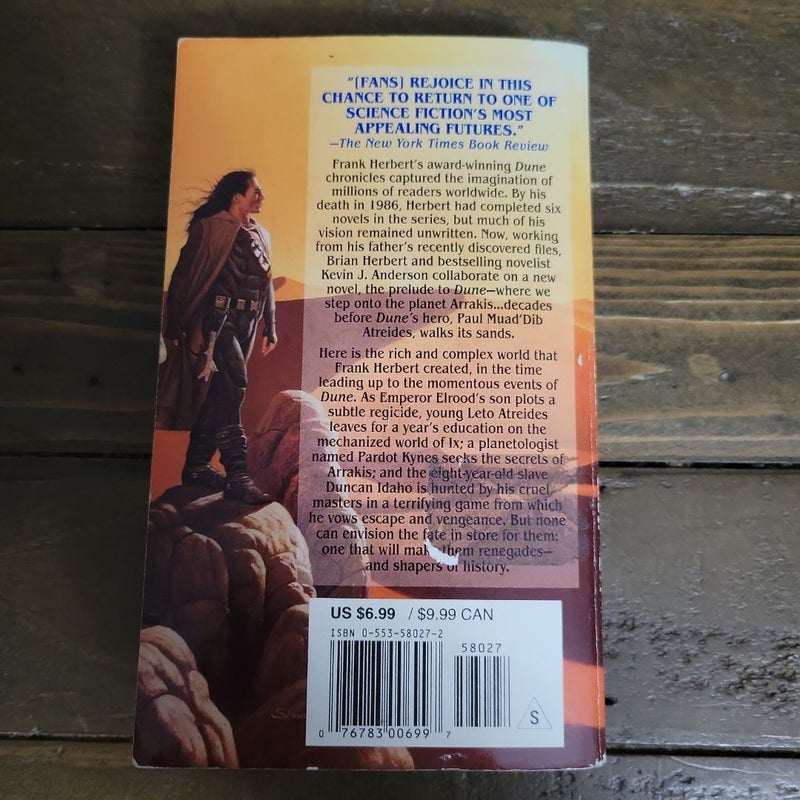 "(FANS) REJOICE IN THIS
CHANCE TO RETURN TO ONE OF
SCIENCE FICTION'S MOST
APPEALING FUTURES."
—The New York Times Book Review
Frank Herbert's award-winning Dune
chronicles captured the imagination of
millions of readers worldwide. By his
death in 1986, Herbert had completed six
novels in the series, but much of his
vision remained unwritten. Now, working
from his father's recently discovered files,
Brian Herbert and bestselling novelist
Kevin J. Anderson collaborate on a new
novel, the prelude to Dune—where we
step onto the planet Arrakis...decades
before Dune's hero, Paul Muad'Dib
Atreides, walks its sands.
Here is the rich and complex world that
Frank Herbert created, in the time
leading up to the momentous events of
Dune. As Emperor Elrood's son plots a
subtle regicide, young Leto Atreides
leaves for a year's education on the
mechanized world of Ix; a planetologist
named Pardot Kynes seeks the secrets of
Arrakis; and the eight-year-old slave
Duncan Idaho is hunted by his cruel
masters in a terrifying game from which
he vows escape and vengeance. But none
can envision the fate in store for them:
one that will make them renegades—
and shapers of history.
US $6.99 / $9.99 CAN
ISBN 0-553-58027-2
58027
0 76783 00699 7
S